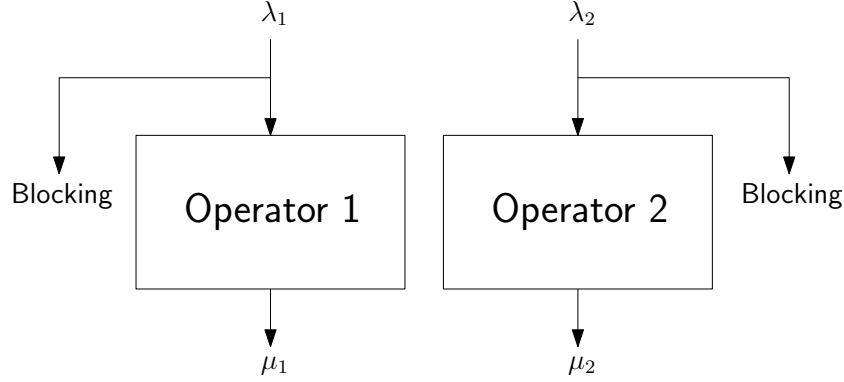 λ₁ λ₂
Operator 1 Operator 2
Blocking Blocking
μ₁ μ₂